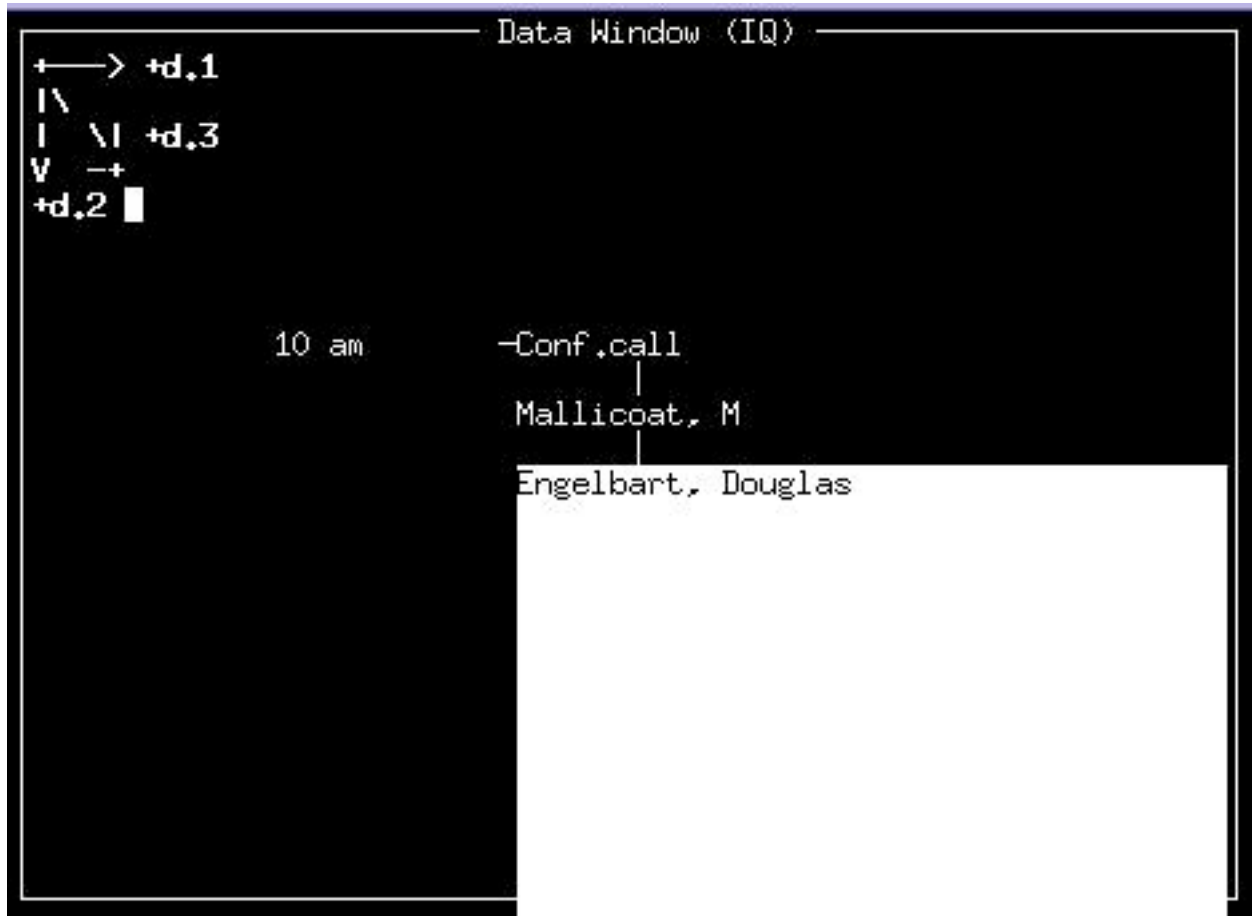 Data Window (IQ)
+——> +d.1
|\
| \| +d.3
V -+
+d.2
10 am -Conf.call
Mallicoat, M
Engelbart, Douglas